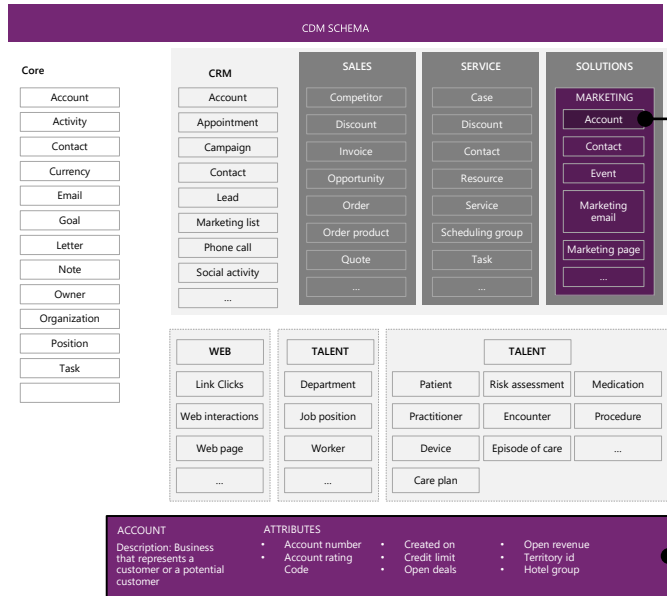 CDM SCHEMA
Core
Account
Activity
Contact
Currency
Email
Goal
Letter
Note
Owner
Organization
Position
Task
CRM
Account
Appointment
Campaign
Contact
Lead
Marketing list
Phone call
Social activity
...
SALES
Competitor
Discount
Invoice
Opportunity
Order
Order product
Quote
...
SERVICE
Case
Discount
Contact
Resource
Service
Scheduling group
Task
...
SOLUTIONS
MARKETING
Account
Contact
Event
Marketing
email
Marketing page
...
WEB
Link Clicks
Web interactions
Web page
...
TALENT
Department
Job position
Worker
...
TALENT
Patient
Risk assessment
Medication
Practitioner
Encounter
Procedure
Device
Episode of care
...
Care plan
ACCOUNT
Description: Business
that represents a
customer or a potential
customer
ATTRIBUTES
• Account number
• Account rating
Code
• Created on
• Credit limit
• Open deals
• Open revenue
• Territory id
• Hotel group